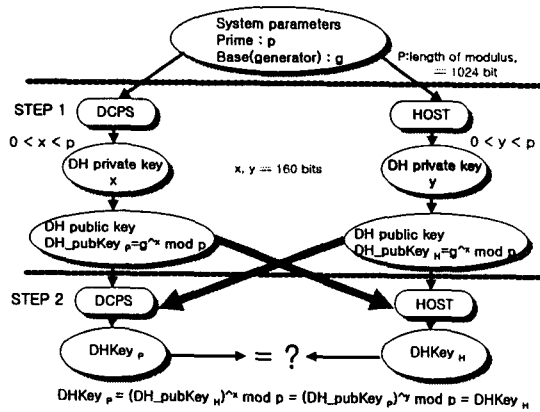 System parameters
Prime : p
Base(generator) : g
P:length of modulus,
= 1024 bit
STEP 1
DCPS
HOST
0 < x < p
0 < y < p
DH private key
x
x, y = 160 bits
DH private key
y
DH public key
DH_pubKey P=g^x mod p
DH public key
DH_pubKey H=g^x mod p
STEP 2
DCPS
HOST
DHKey P
= ?
DHKey H
DHKey P = (DH_pubKey H)^x mod p = (DH_pubKey P)^y mod p = DHKey H